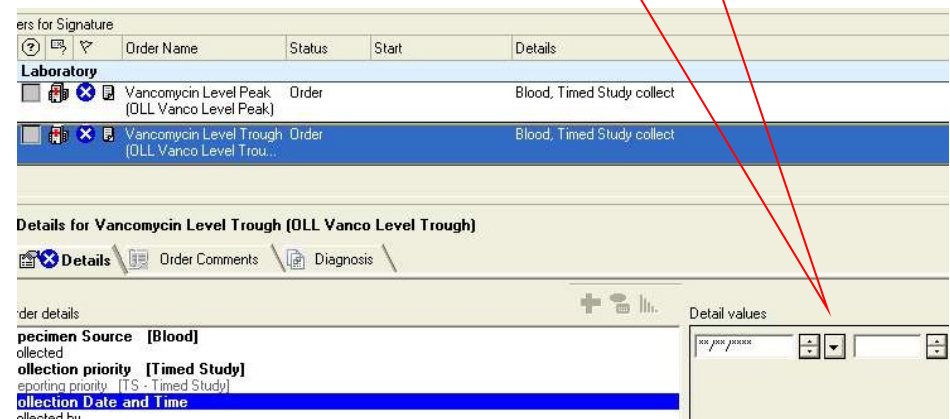 ers for Signature
Order Name Status Start Details
Laboratory
Vancomycin Level Peak Order Blood, Timed Study collect
(OLL Vanco Level Peak)
Vancomycin Level Trough Order Blood, Timed Study collect
(OLL Vanco Level Trou...
Details for Vancomycin Level Trough (OLL Vanco Level Trough)
Details Order Comments Diagnosis
rder details Detail values
pecimen Source [Blood] **/**/****
ollected
ollection priority [Timed Study]
eporting priority [TS - Timed Study]
ollection Date and Time
ollected by